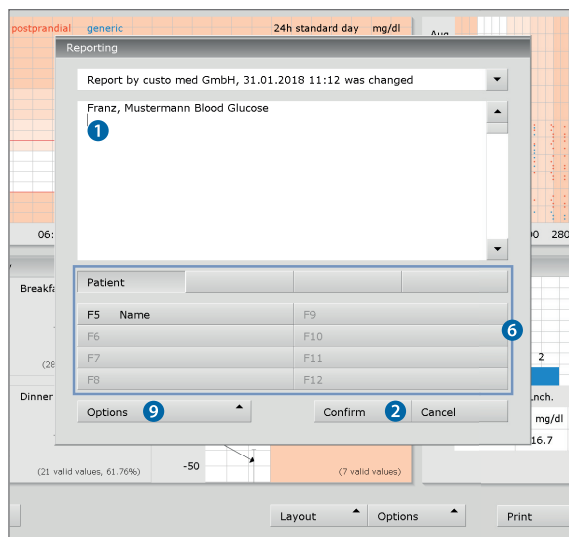 postprandial generic 24h standard day mg/dl
Reporting
Report by custo med GmbH, 31.01.2018 11:12 was changed
Franz, Mustermann Blood Glucose
1
06: 00 280
Patient
Breakfa
F5 Name F9
6
F6 F10
F7 F11
2
(28
F8 F12
Dinner nch.
Options 9 Confirm 2 Cancel
mg/dl
16.7
(21 valid values, 61.76%) -50 (7 valid values)
Layout Options Print